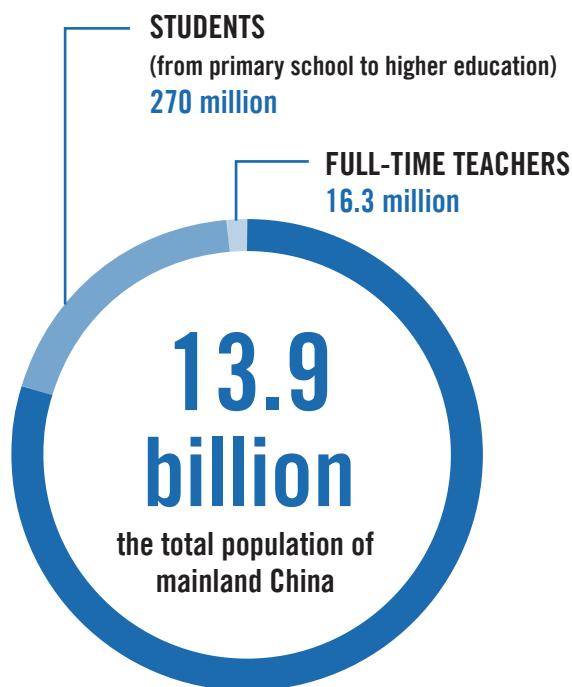 STUDENTS
(from primary school to higher education)
270 million
FULL-TIME TEACHERS
16.3 million
13.9
billion
the total population of
mainland China